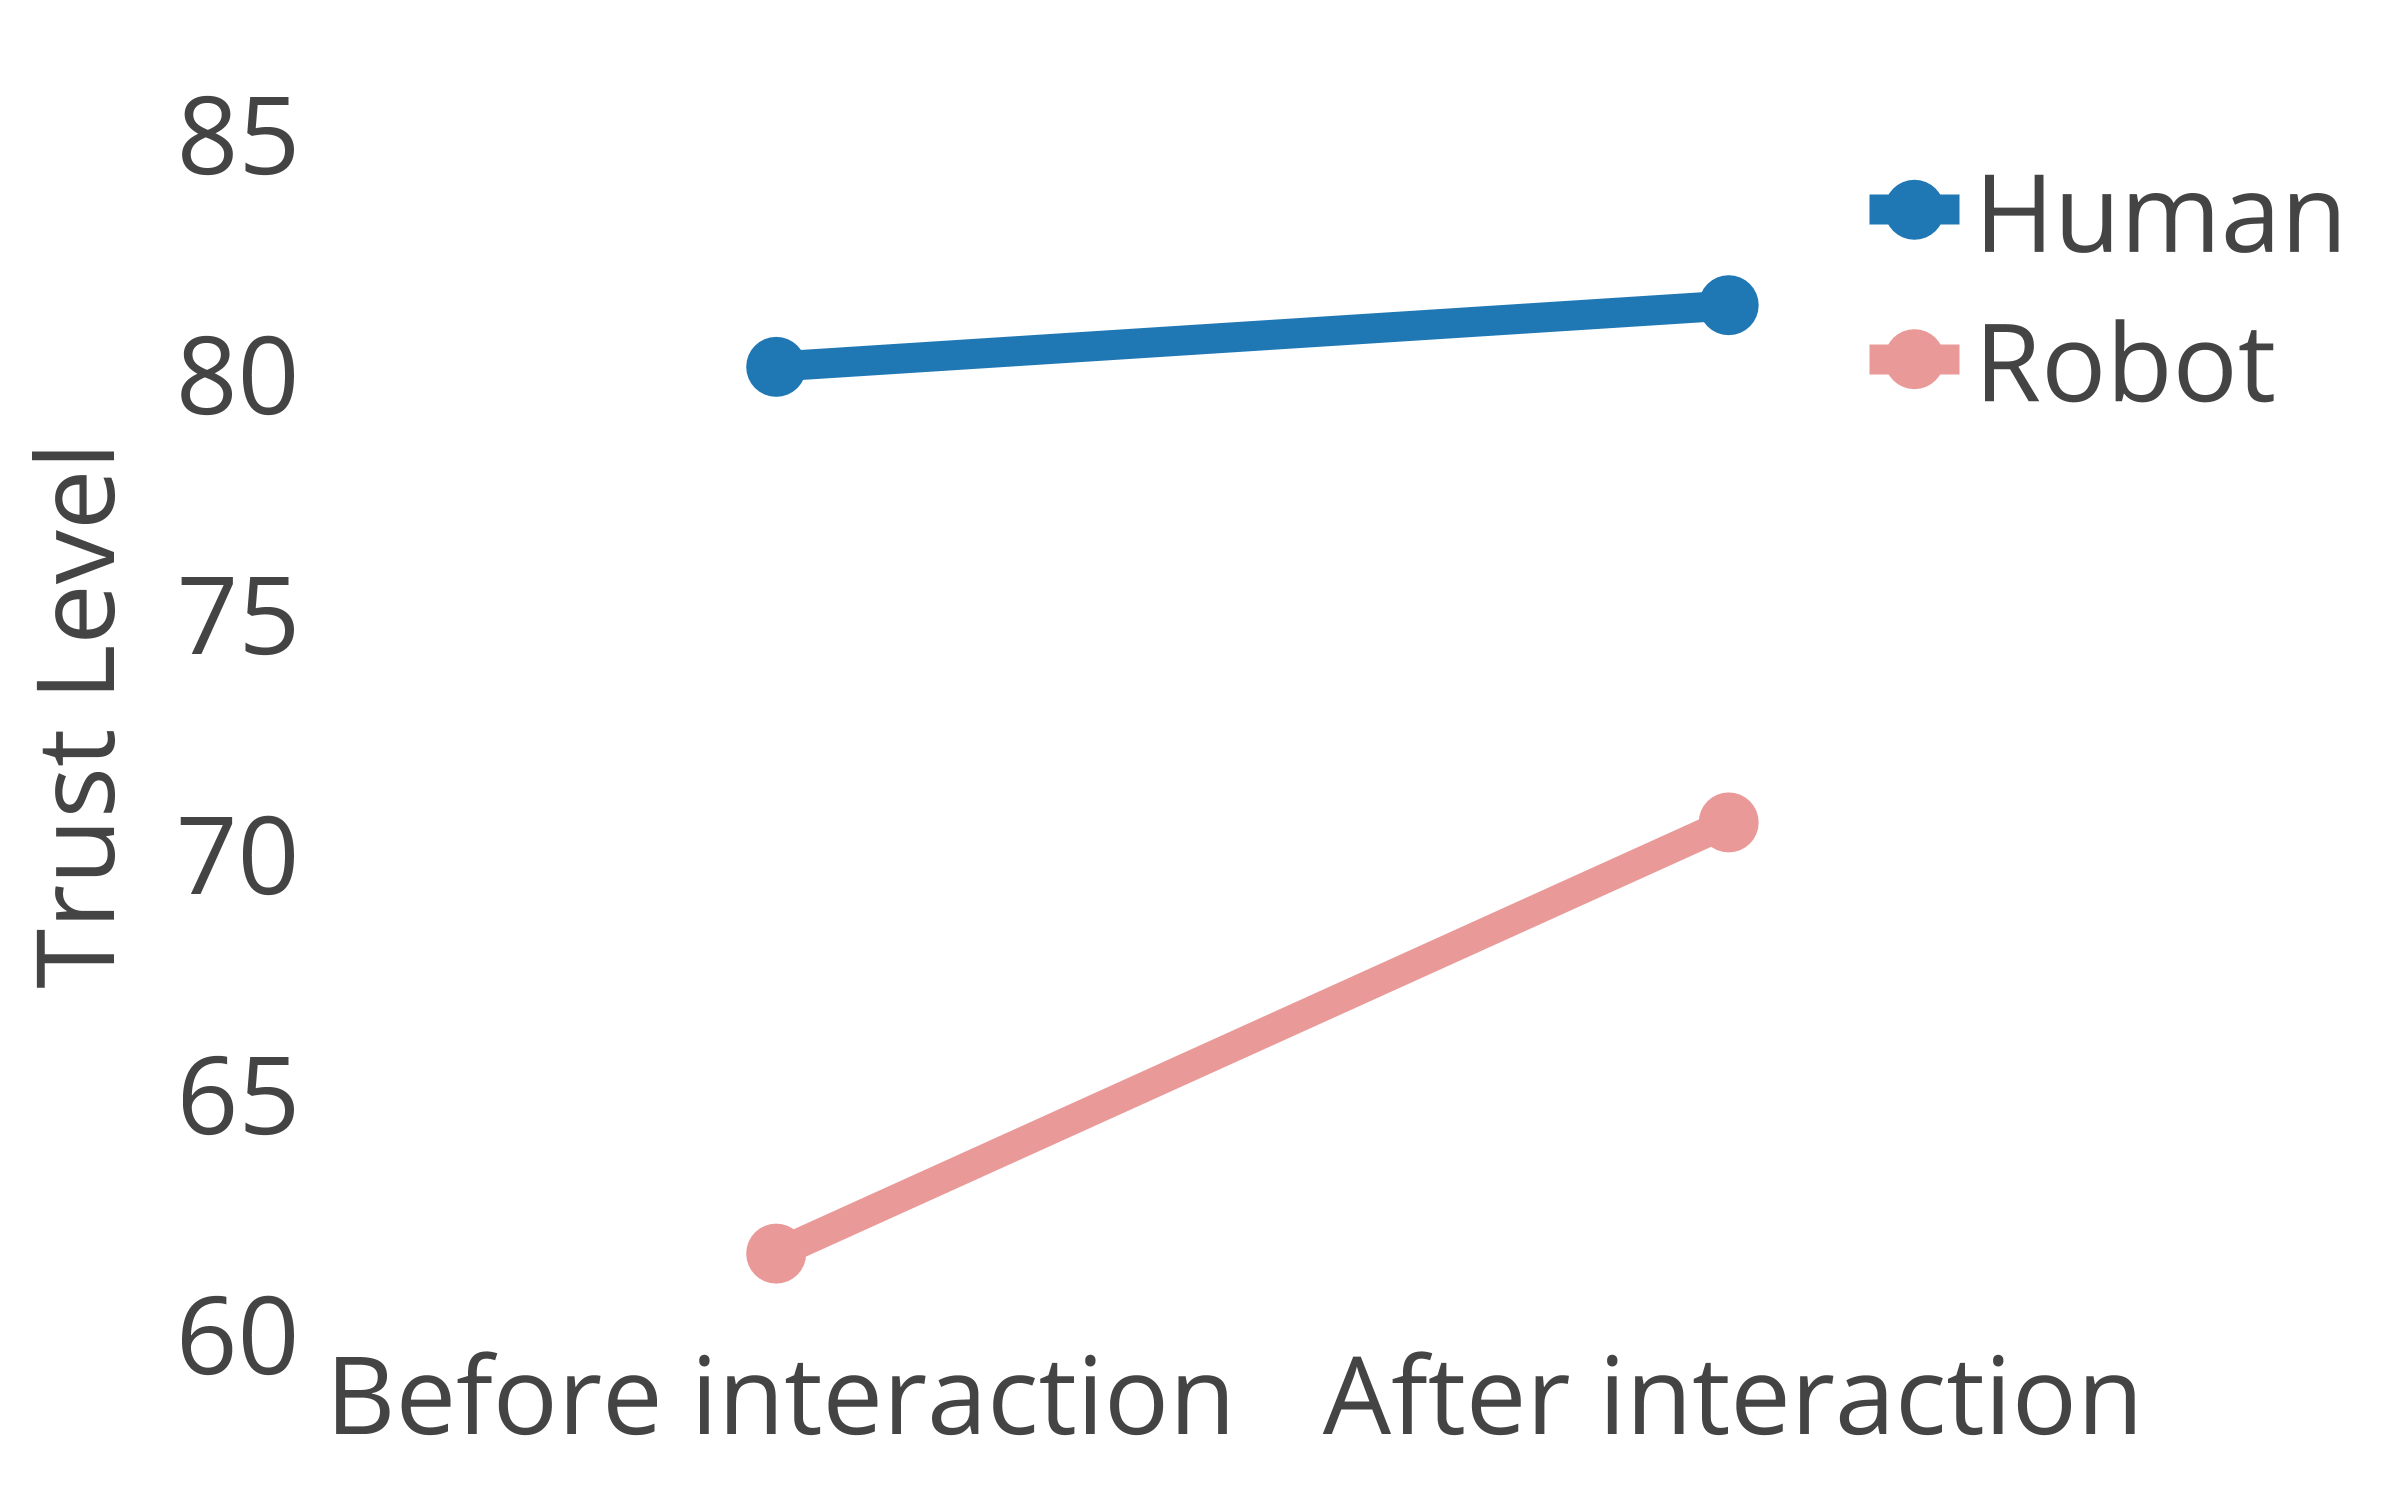 85
80
75
70
65
60
Trust Level
Before interaction
After interaction
Human
Robot